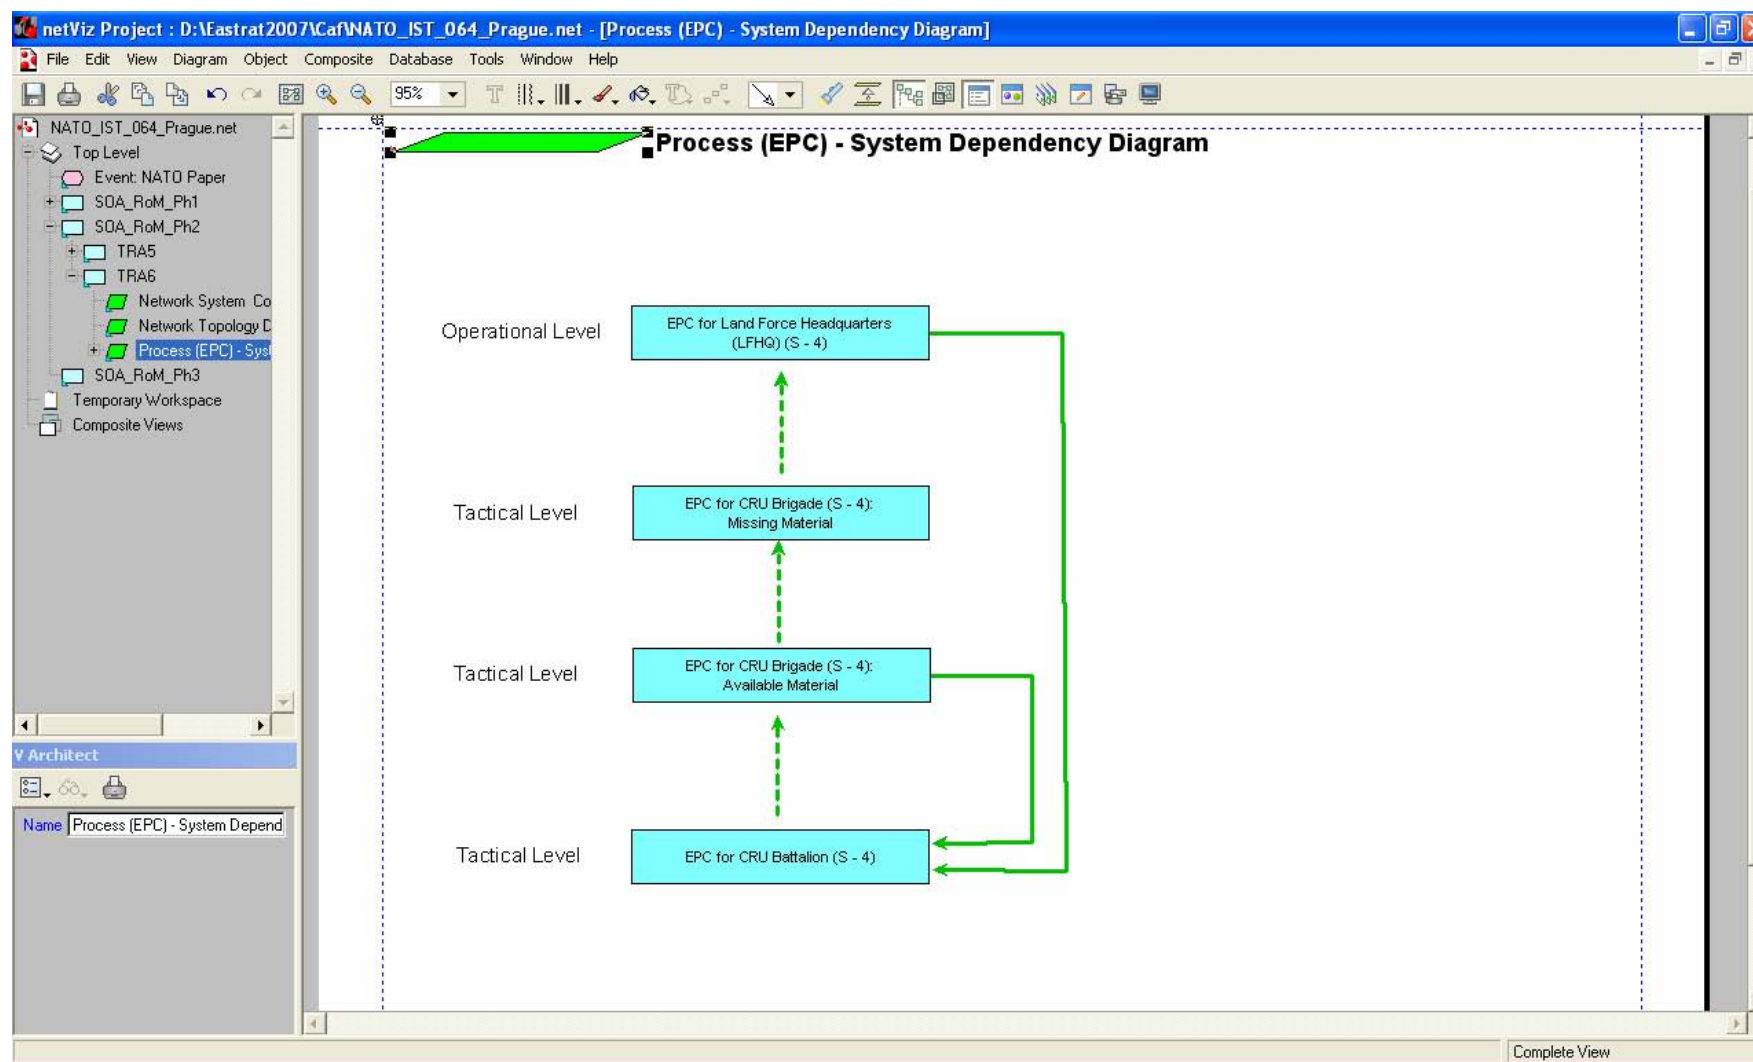 netViz Project : D:\Eastrat2007\Caf\NATO_IST_064_Prague.net - [Process (EPC) - System Dependency Diagram]
File Edit View Diagram Object Composite Database Tools Window Help
95%
NATO_IST_064_Prague.net
Top Level
Event: NATO Paper
SOA_RoM_Ph1
SOA_RoM_Ph2
TRA5
TRA6
Network System Co
Network Topology D
Process (EPC) - Syst
SOA_RoM_Ph3
Temporary Workspace
Composite Views
V Architect
Name Process (EPC) - System Depend
Process (EPC) - System Dependency Diagram
Operational Level
EPC for Land Force Headquarters
(LFHQ) (S - 4)
Tactical Level
EPC for CRU Brigade (S - 4):
Missing Material
Tactical Level
EPC for CRU Brigade (S - 4):
Available Material
Tactical Level
EPC for CRU Battalion (S - 4)
Complete View